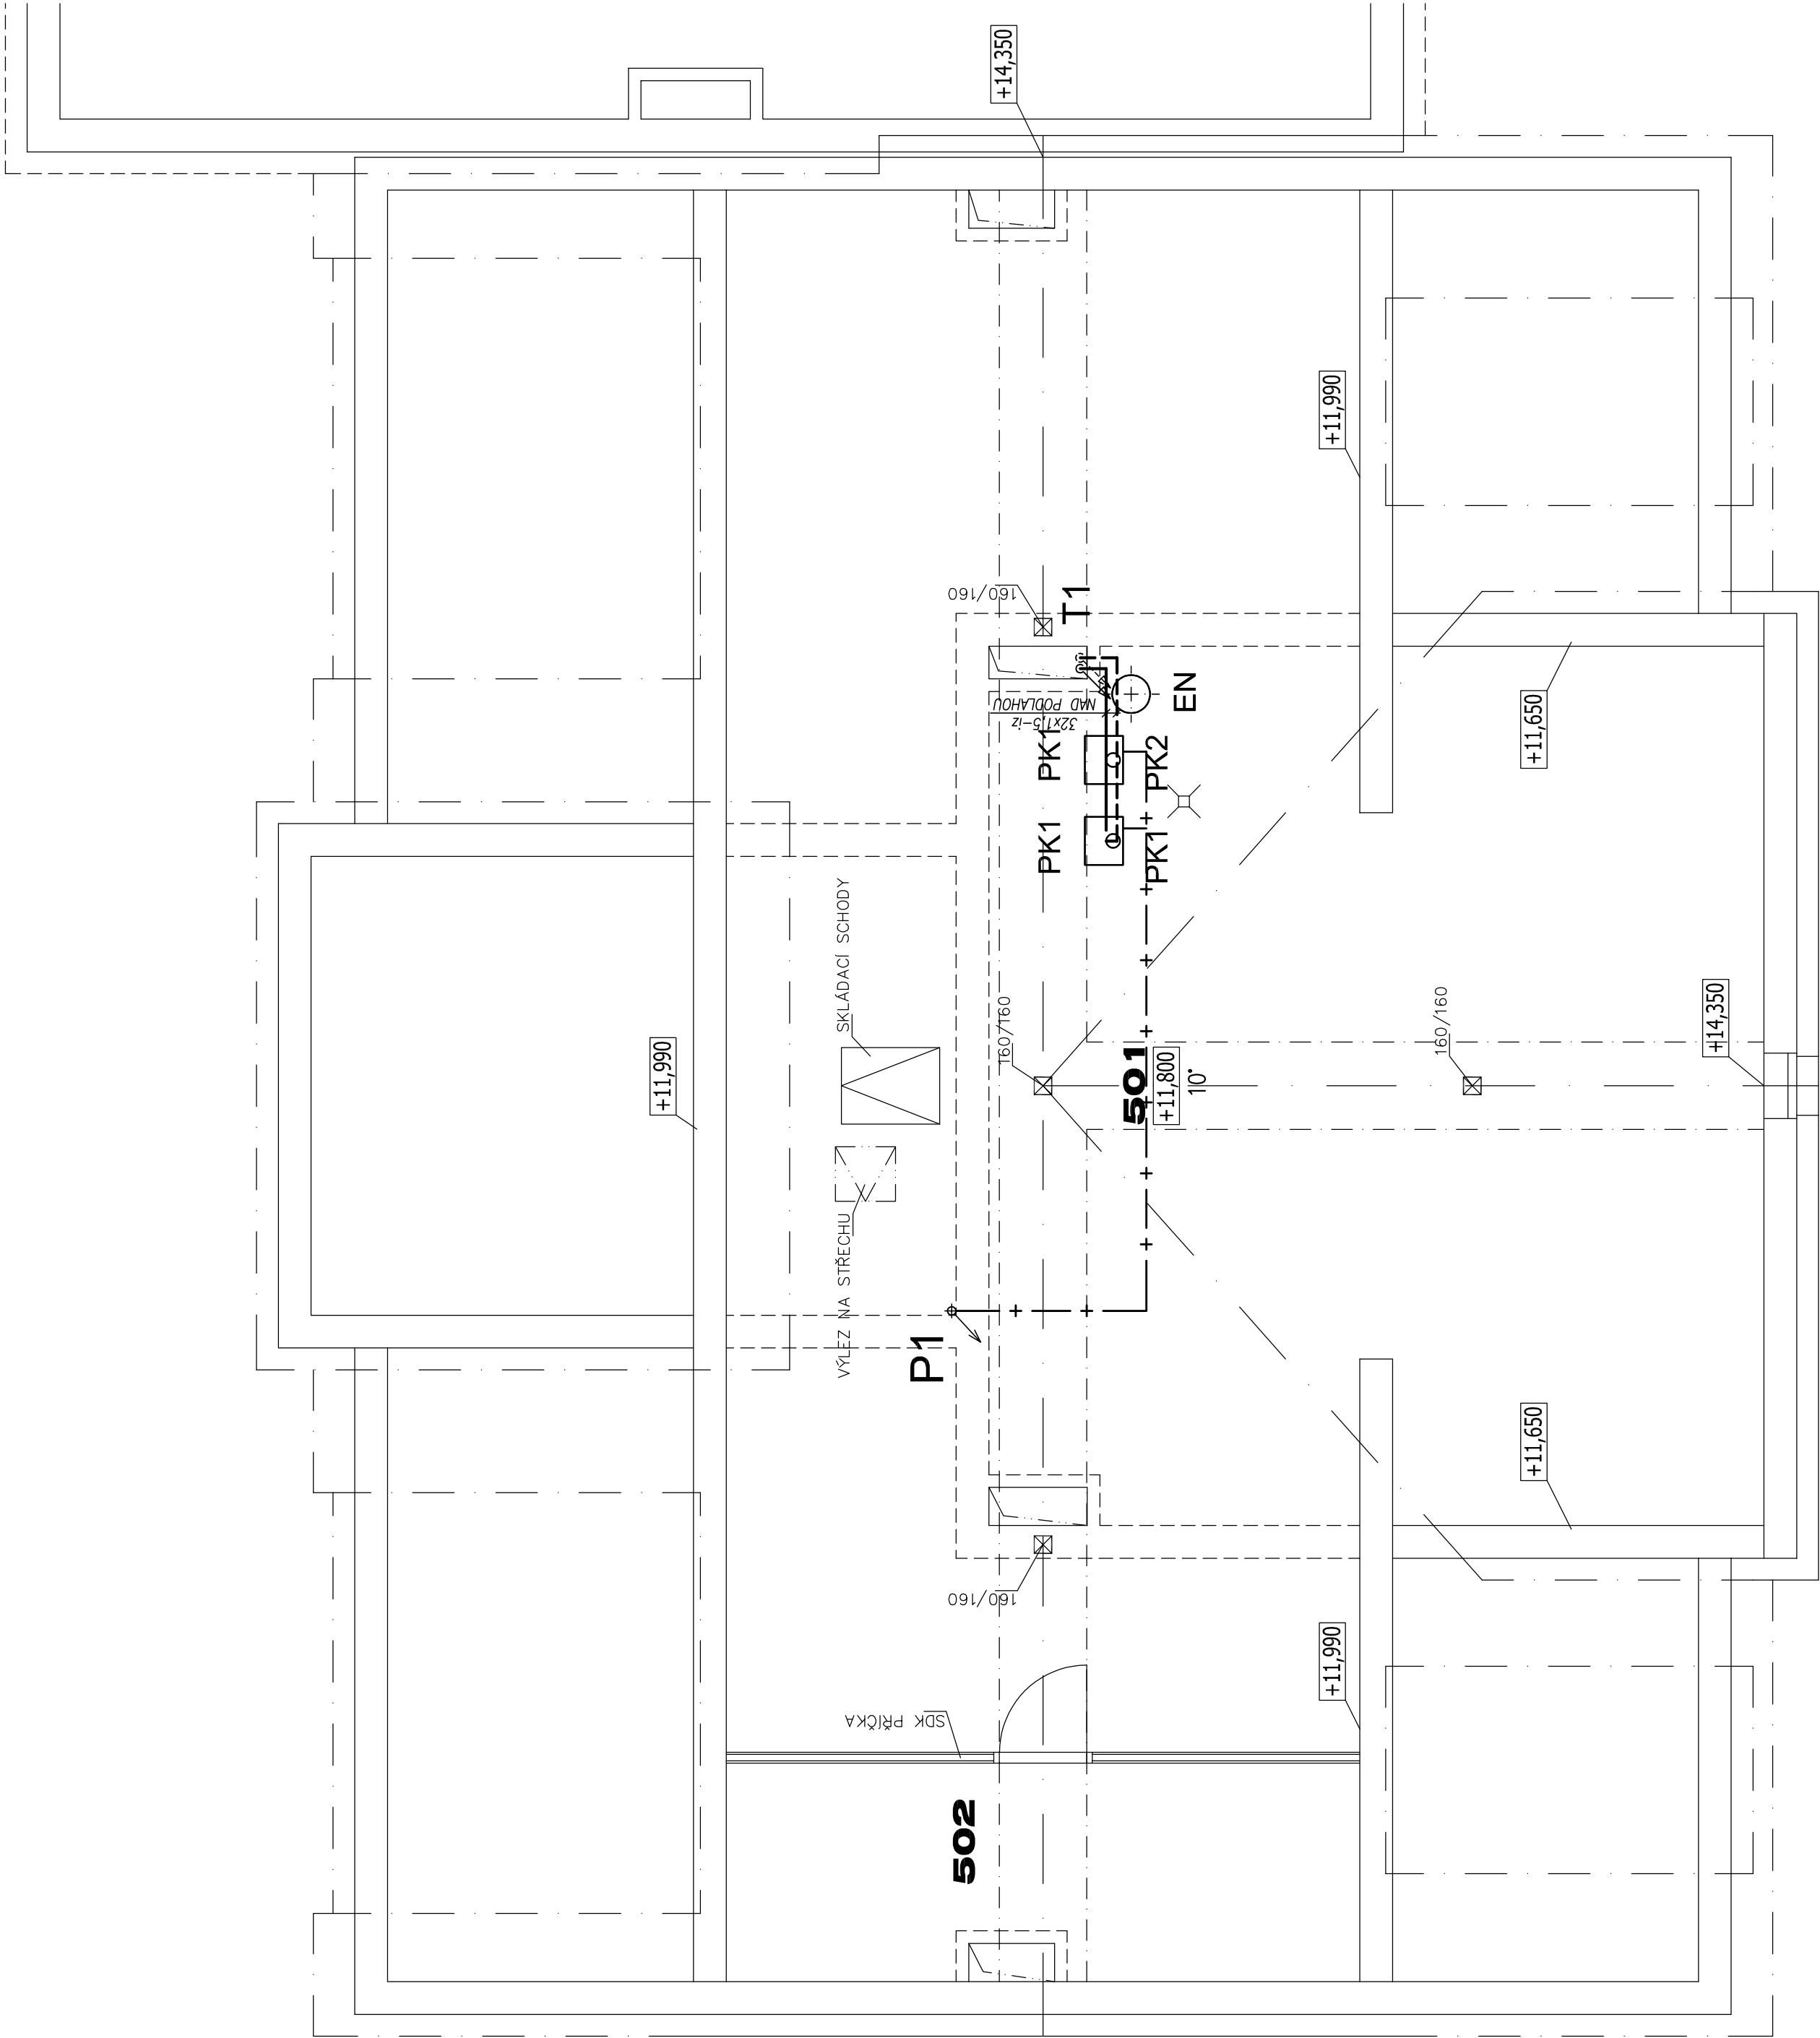 +14,350
+11,990
160/160
T1
NAD PODLAHOU
32x1,5-iz
EN
PK1
PK2
PK1
PK1
+11,650
SKLÁDACÍ SCHODY
+11,990
160/160
501
+11,800
10°
160/160
+14,350
VÝLEZ NA STŘECHU
P1
+11,650
160/160
+11,990
SDK PŘÍČKA
502